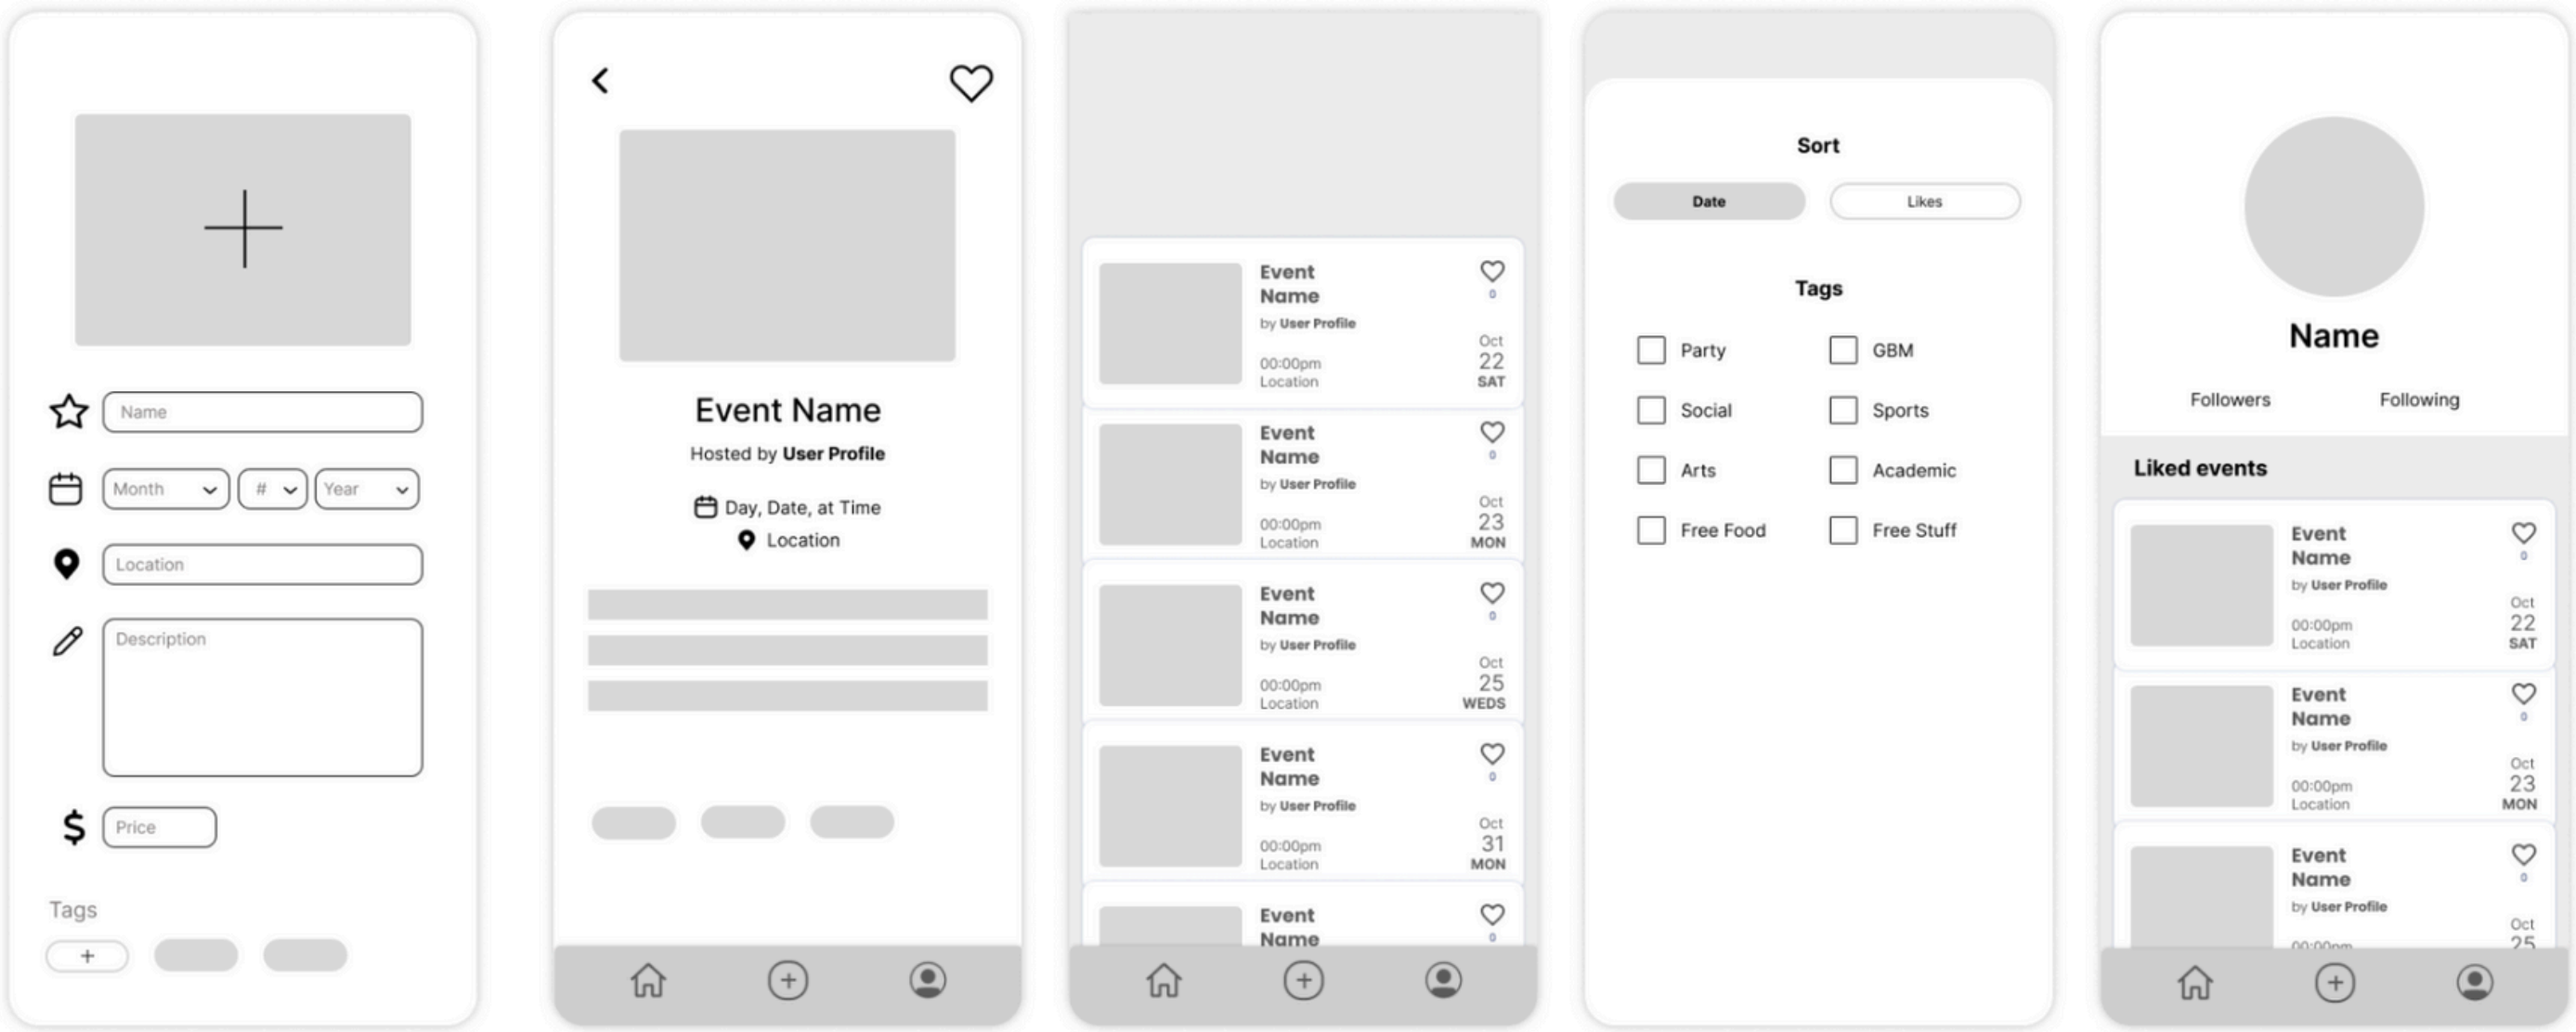 Name
Month
#
Year
Location
Description
$
Price
Tags
+
Event Name
Hosted by User Profile
Day, Date, at Time
Location
Event
Name
by User Profile
00:00pm
Location
0
Oct
22
SAT
Event
Name
by User Profile
00:00pm
Location
0
Oct
23
MON
Event
Name
by User Profile
00:00pm
Location
0
Oct
25
WEDS
Event
Name
by User Profile
00:00pm
Location
0
Oct
31
MON
Event
Name
0
Sort
Date
Likes
Tags
Party
GBM
Social
Sports
Arts
Academic
Free Food
Free Stuff
Name
Followers
Following
Liked events
Event
Name
by User Profile
00:00pm
Location
0
Oct
22
SAT
Event
Name
by User Profile
00:00pm
Location
0
Oct
23
MON
Event
Name
by User Profile
00:00pm
0
Oct
25